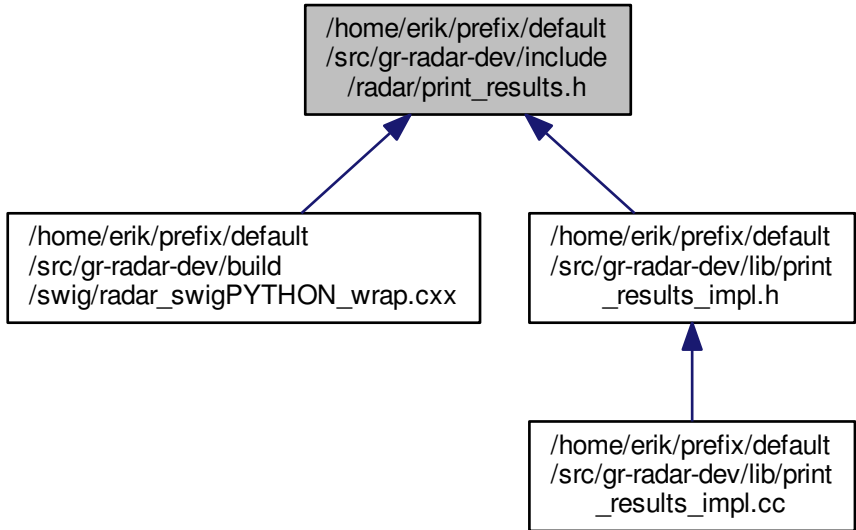 /home/erik/prefix/default
/src/gr-radar-dev/include
/radar/print_results.h
/home/erik/prefix/default
/src/gr-radar-dev/build
/swig/radar_swigPYTHON_wrap.cxx
/home/erik/prefix/default
/src/gr-radar-dev/lib/print
_results_impl.h
/home/erik/prefix/default
/src/gr-radar-dev/lib/print
_results_impl.cc